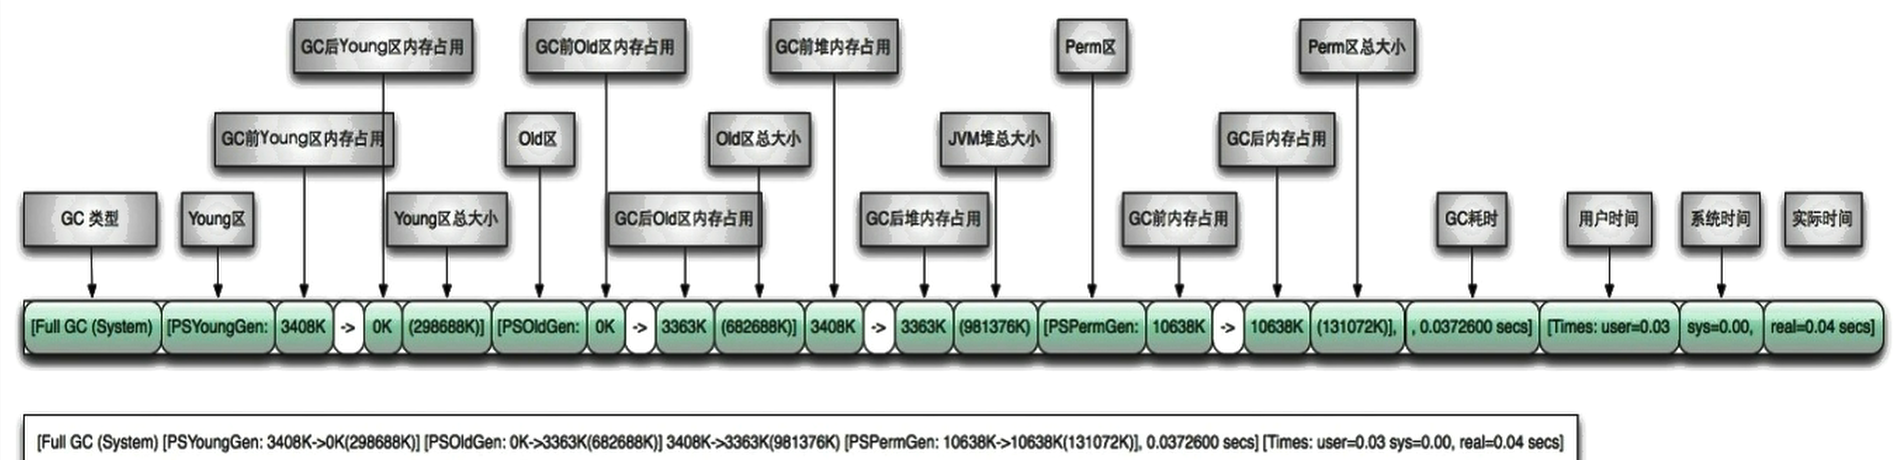 GC后Young区内存占用 GC前Old区内存占用 GC前堆内存占用 Perm区 Perm区总大小
GC前Young区内存占用 Old区 Old区总大小 JVM堆总大小 GC后内存占用
GC 类型 Young区 Young区总大小 GC后Old区内存占用 GC后堆内存占用 GC前内存占用 GC耗时 用户时间 系统时间 实际时间
[Full GC (System) [PSYoungGen: 3408K -> 0K (298688K)] [PSOldGen: 0K -> 3363K (682688K)] 3408K -> 3363K (981376K) [PSPermGen: 10638K -> 10638K (131072K)], , 0.0372600 secs] [Times: user=0.03 sys=0.00, real=0.04 secs]
[Full GC (System) [PSYoungGen: 3408K->0K(298688K)] [PSOldGen: 0K->3363K(682688K)] 3408K->3363K(981376K) [PSPermGen: 10638K->10638K(131072K)], 0.0372600 secs] [Times: user=0.03 sys=0.00, real=0.04 secs]